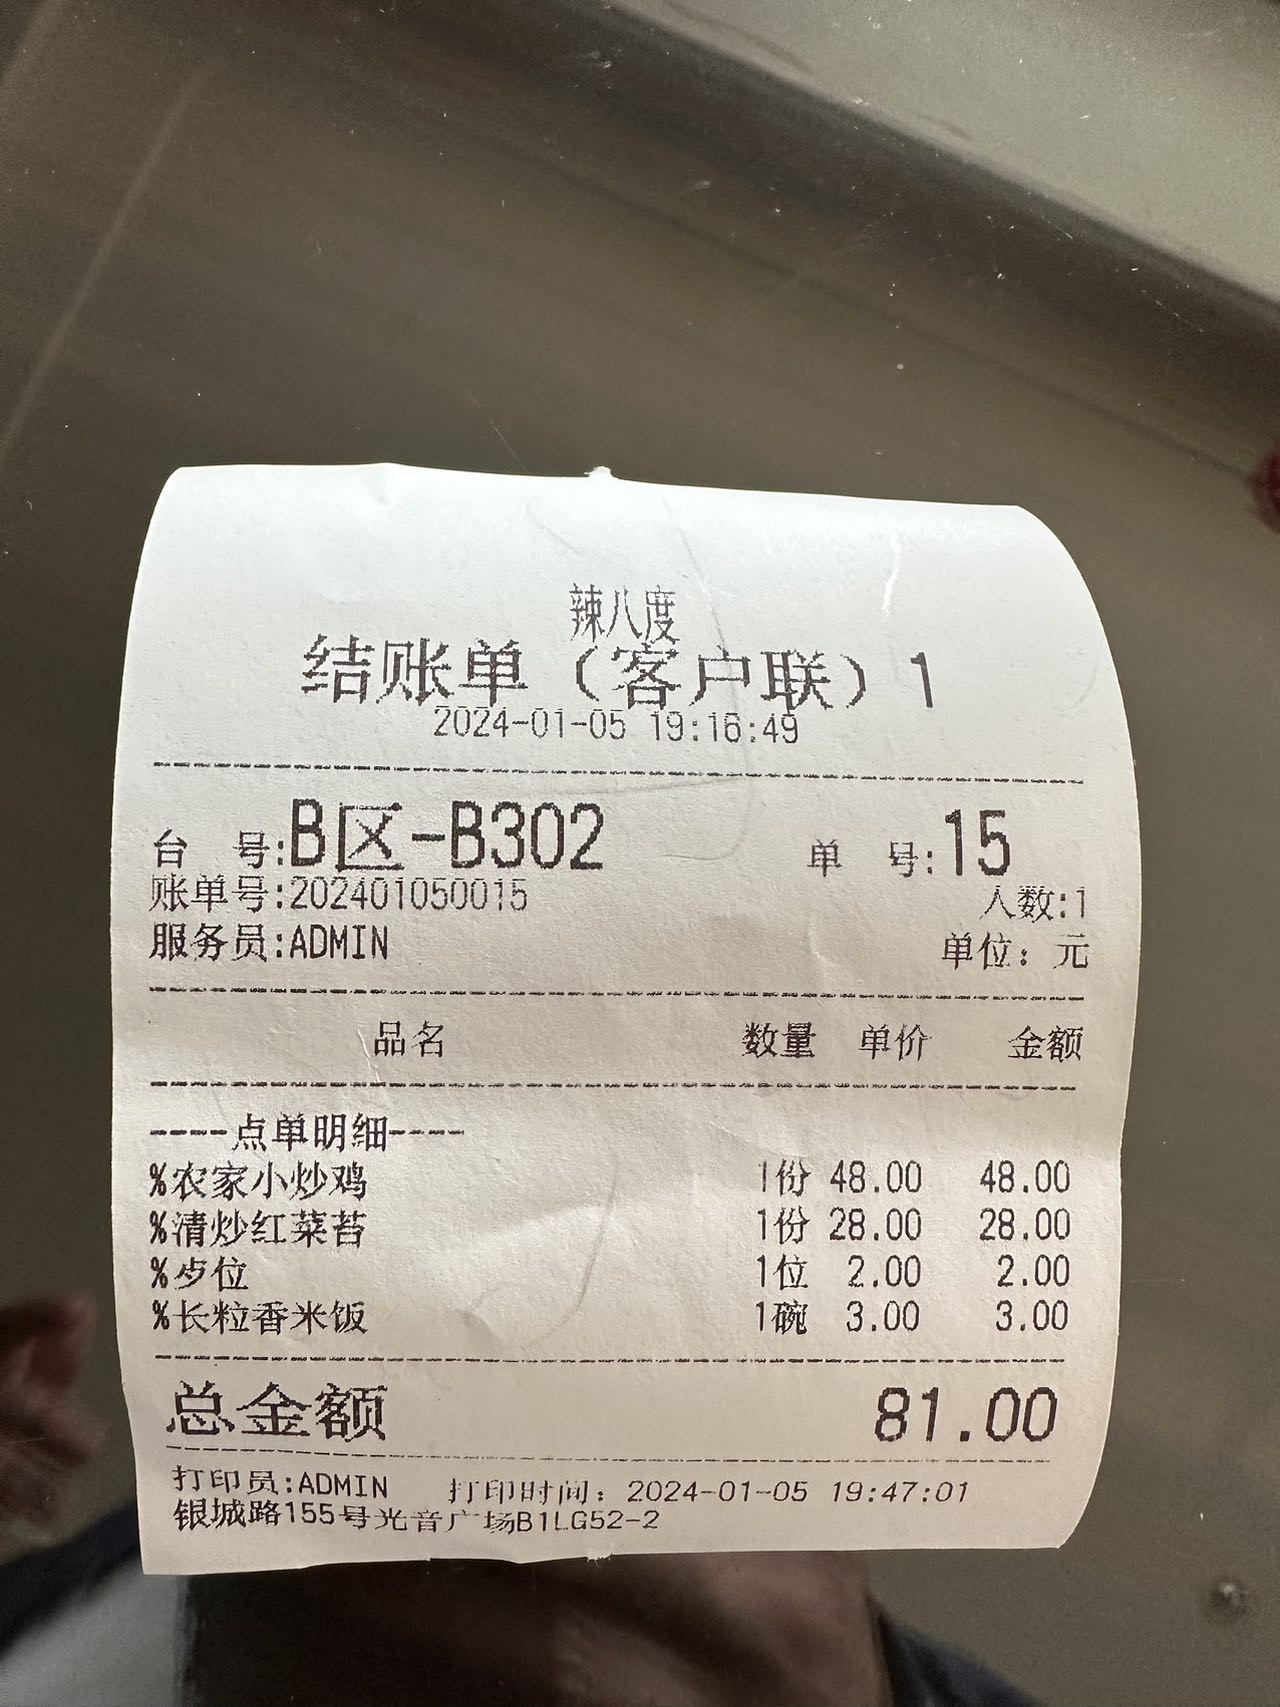 辣八度
结账单（客户联）1
2024-01-05 19:16:49
台 号:B区-B302 单 号:15
账单号:202401050015 人数:1
服务员:ADMIN 单位：元
品名 数量 单价 金额
----点单明细----
%农家小炒鸡 1份 48.00 48.00
%清炒红菜苔 1份 28.00 28.00
%歺位 1位 2.00 2.00
%长粒香米饭 1碗 3.00 3.00
总金额 81.00
打印员:ADMIN 打印时间：2024-01-05 19:47:01
银城路155号光音广场B1LG52-2